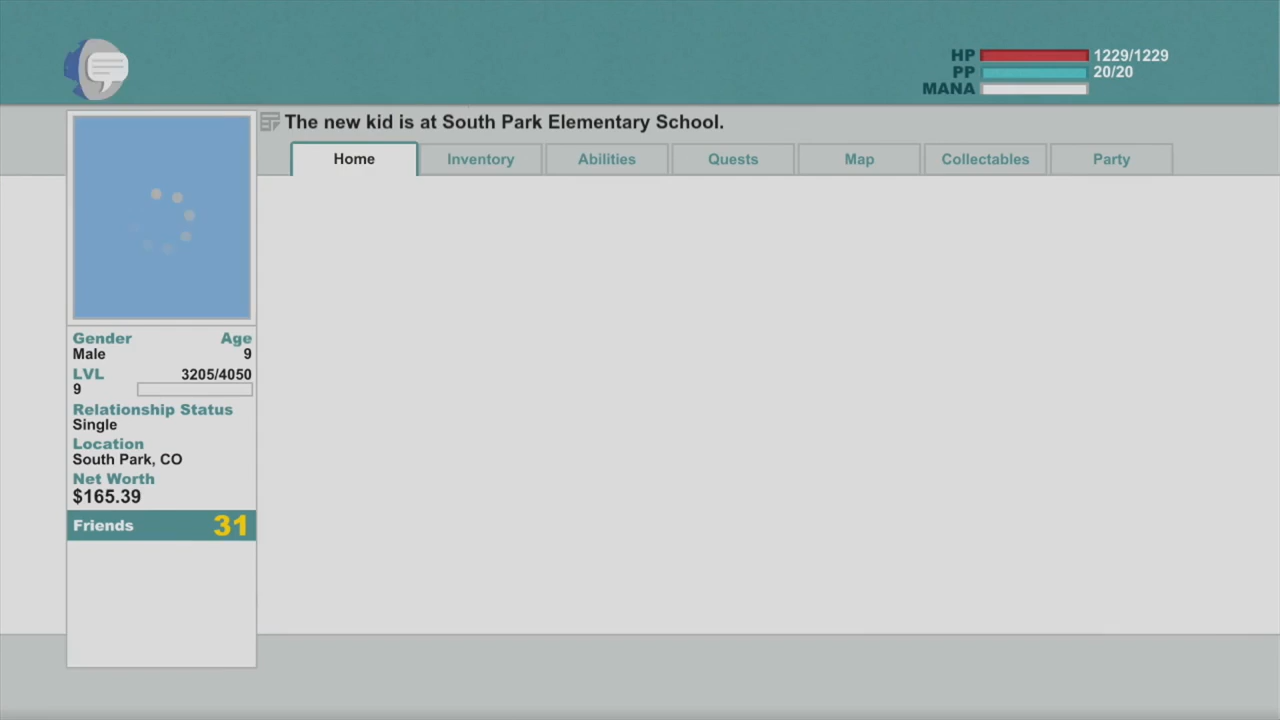 HP 1229/1229
PP 20/20
MANA
The new kid is at South Park Elementary School.
Home Inventory Abilities Quests Map Collectables Party
Gender Age
Male 9
LVL 3205/4050
9
Relationship Status
Single
Location
South Park, CO
Net Worth
$165.39
Friends 31